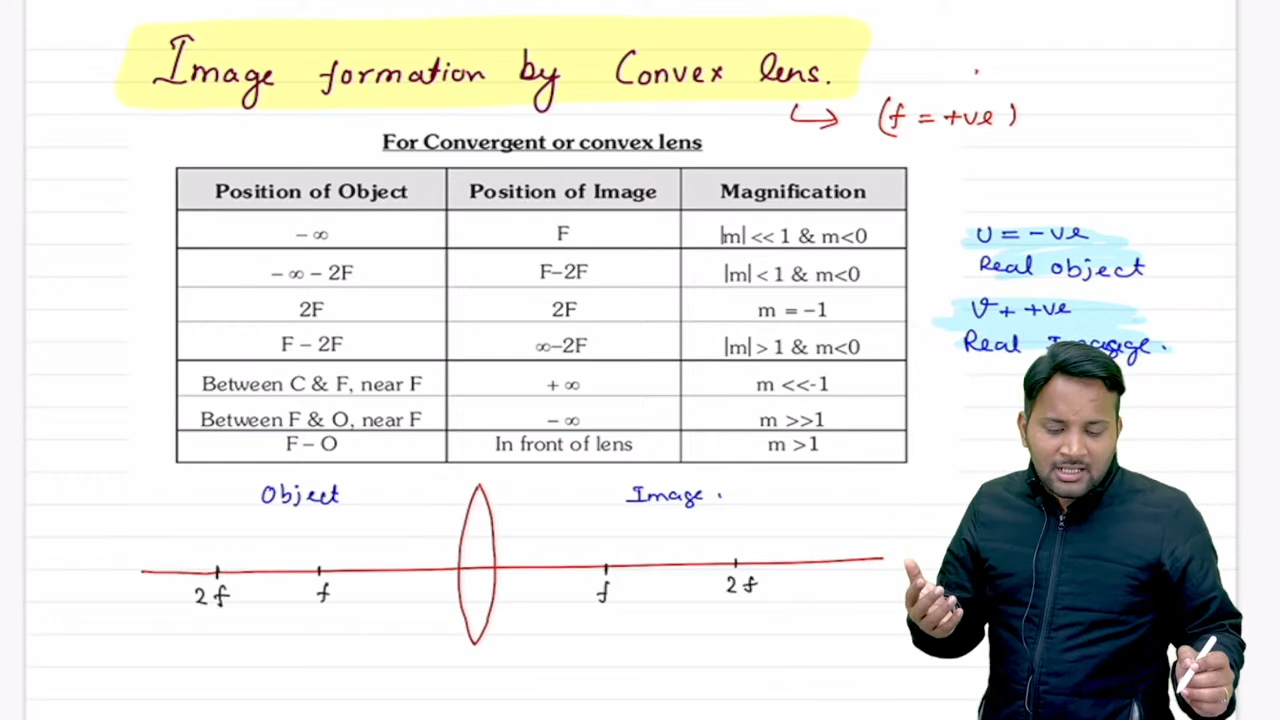 Image formation by Convex lens.
↪ (f = +ve)
For Convergent or convex lens
Position of Object Position of Image Magnification
– ∞ F |m| << 1 & m<0
– ∞ – 2F F–2F |m| < 1 & m<0
2F 2F m = –1
F – 2F ∞–2F |m| > 1 & m<0
Between C & F, near F + ∞ m <<-1
Between F & O, near F – ∞ m >>1
F – O In front of lens m >1
U = -ve
Real object
V + +ve
Real
Object Image .
2f f f 2f